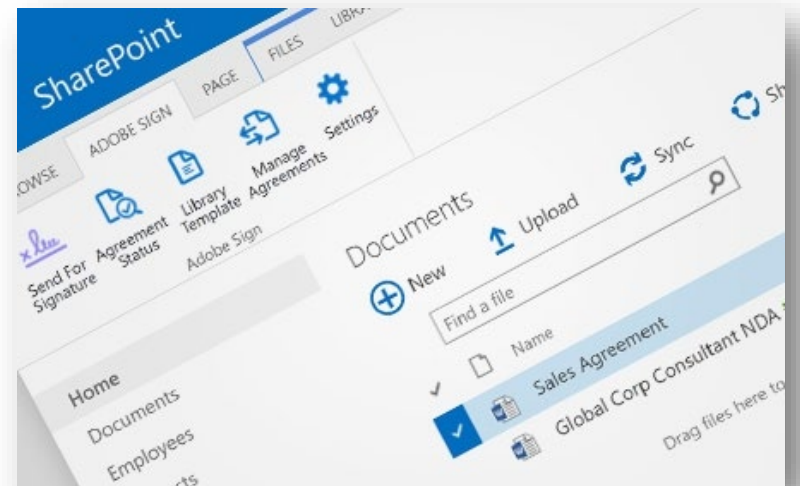 SharePoint
ADOBE SIGN
PAGE
FILES
Send For
Signature
Agreement
Status
Library
Template
Manage
Agreements
Settings
Adobe Sign
Home
Documents
Employees
Documents
New
Upload
Sync
Find a file
Name
Sales Agreement
Global Corp Consultant NDA
Drag files here to